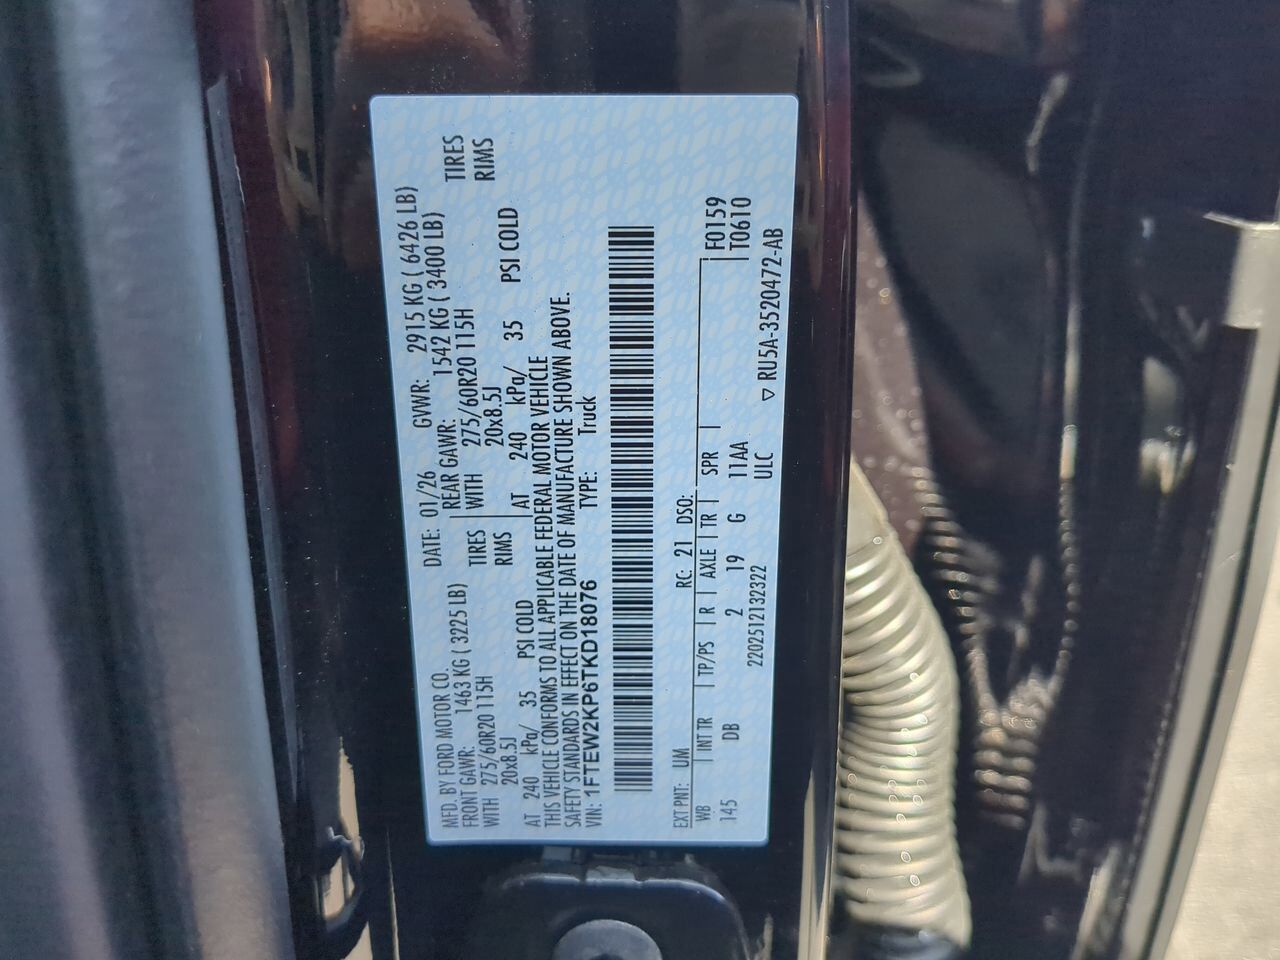 MFD. BY FORD MOTOR CO. DATE: 01/26 GVWR: 2915 KG ( 6426 LB)
FRONT GAWR: 1463 KG ( 3225 LB) REAR GAWR: 1542 KG ( 3400 LB)
WITH 275/60R20 115H TIRES WITH 275/60R20 115H TIRES
20x8.5J RIMS 20x8.5J RIMS
AT 240 kPa/ 35 PSI COLD AT 240 kPa/ 35 PSI COLD
THIS VEHICLE CONFORMS TO ALL APPLICABLE FEDERAL MOTOR VEHICLE
SAFETY STANDARDS IN EFFECT ON THE DATE OF MANUFACTURE SHOWN ABOVE.
VIN: 1FTEW2KP6TKD18076 TYPE: Truck
EXT PNT: UM RC: 21 DSO: F0159
WB INT TR TP/PS R AXLE TR SPR T0610
145 DB 2 19 G 11AA
2202512132322 ULC ▽ RU5A-3520472-AB